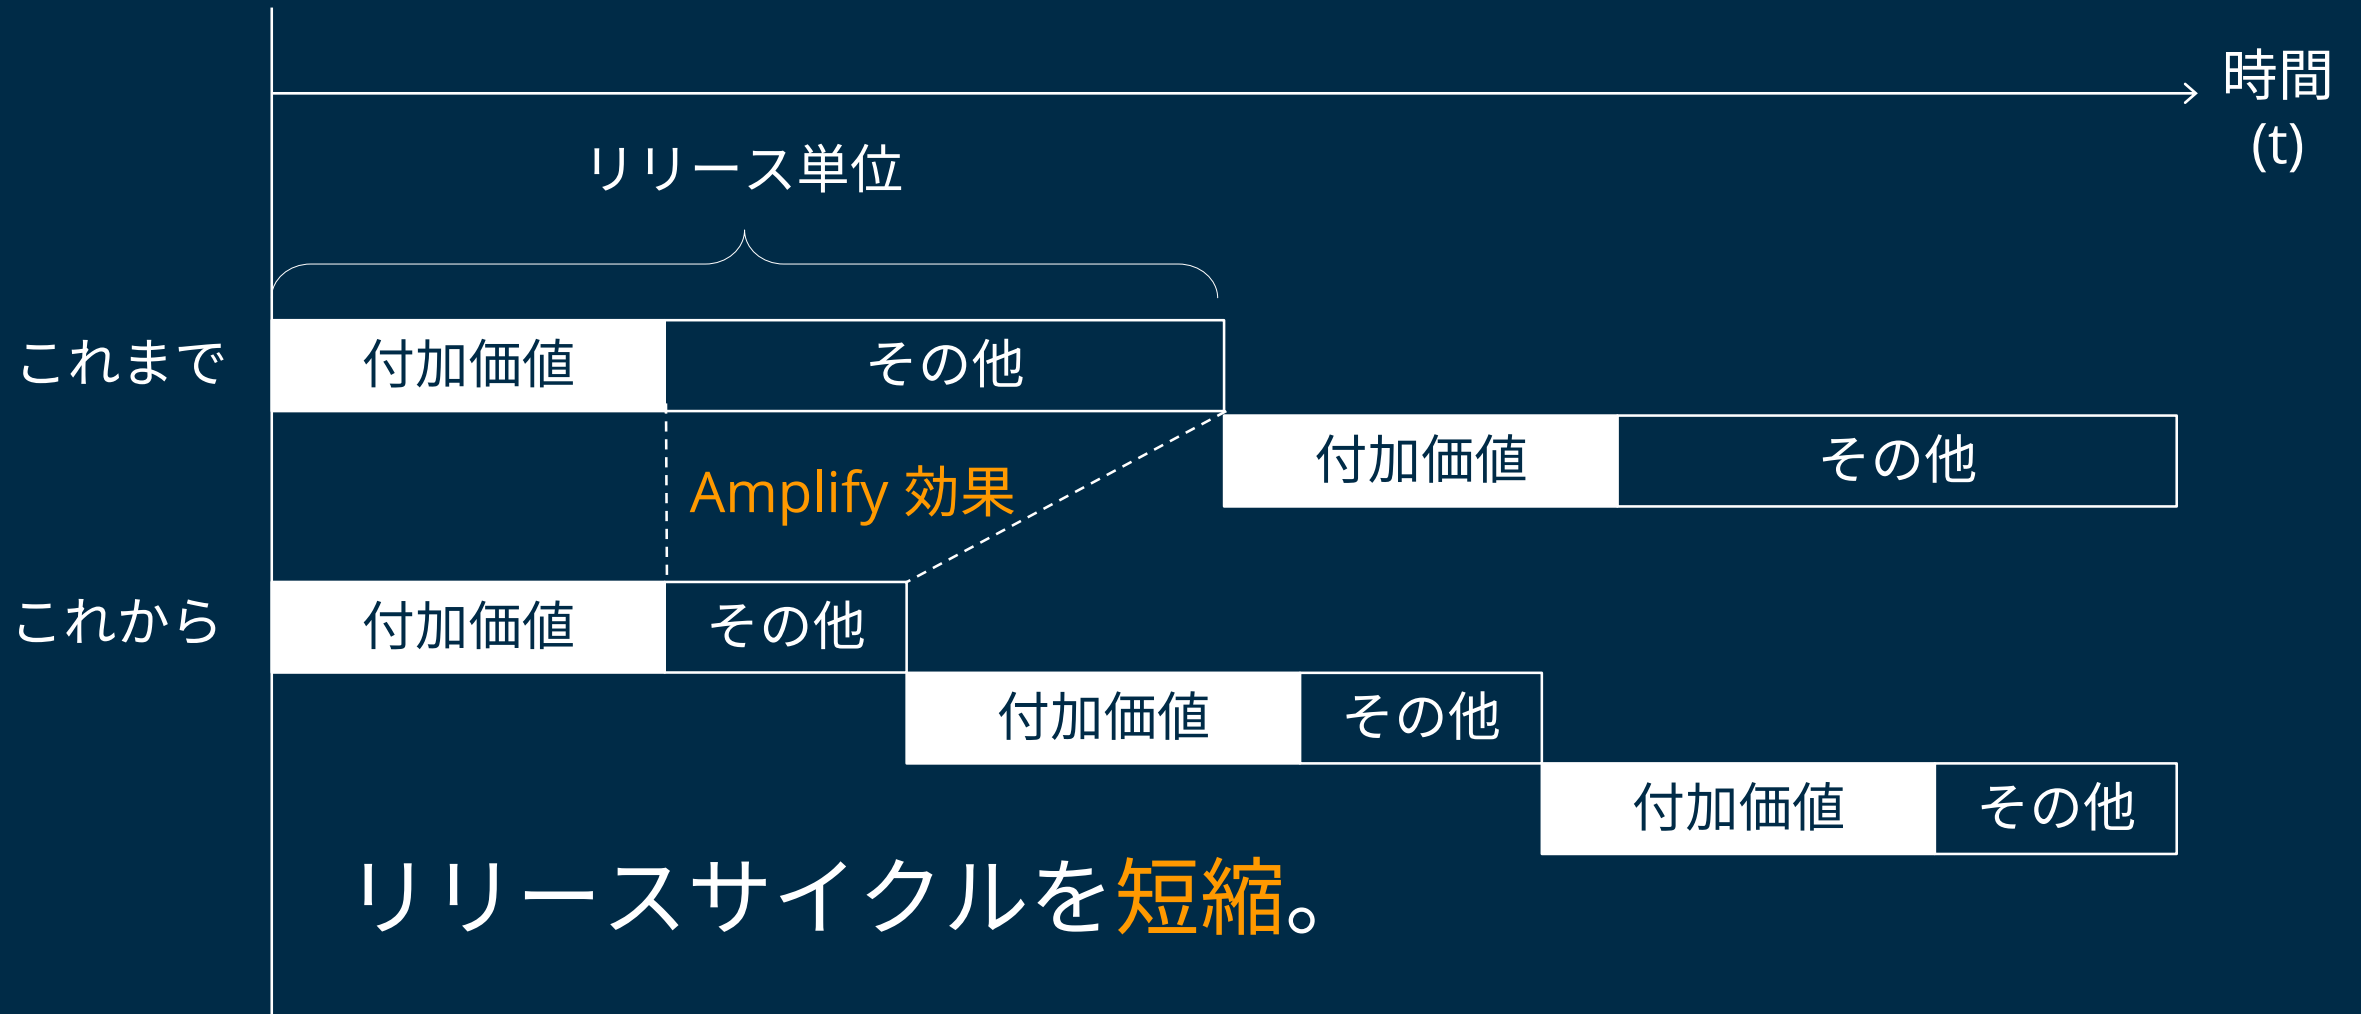 時間
(t)
リリース単位
これまで
付加価値
その他
付加価値
その他
Amplify 効果
これから
付加価値
その他
付加価値
その他
付加価値
その他
リリースサイクルを短縮。